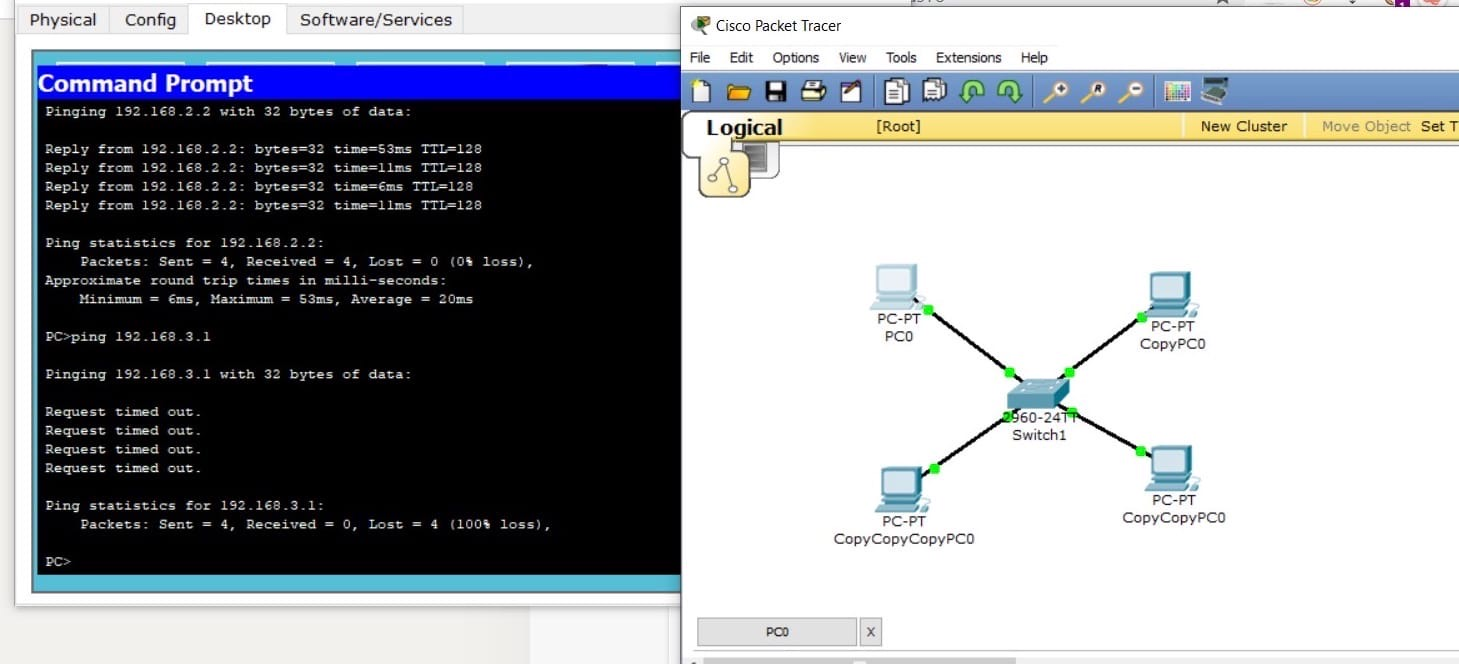 Physical Config Desktop Software/Services
Command Prompt
Pinging 192.168.2.2 with 32 bytes of data:
Reply from 192.168.2.2: bytes=32 time=53ms TTL=128
Reply from 192.168.2.2: bytes=32 time=11ms TTL=128
Reply from 192.168.2.2: bytes=32 time=6ms TTL=128
Reply from 192.168.2.2: bytes=32 time=11ms TTL=128
Ping statistics for 192.168.2.2:
Packets: Sent = 4, Received = 4, Lost = 0 (0% loss),
Approximate round trip times in milli-seconds:
Minimum = 6ms, Maximum = 53ms, Average = 20ms
PC>ping 192.168.3.1
Pinging 192.168.3.1 with 32 bytes of data:
Request timed out.
Request timed out.
Request timed out.
Request timed out.
Ping statistics for 192.168.3.1:
Packets: Sent = 4, Received = 0, Lost = 4 (100% loss),
PC>
Cisco Packet Tracer
File Edit Options View Tools Extensions Help
Logical [Root] New Cluster Move Object Set T
PC-PT
PC0
PC-PT
CopyPC0
2960-24TT
Switch1
PC-PT
CopyCopyPC0
PC-PT
CopyCopyCopyPC0
PC0 X